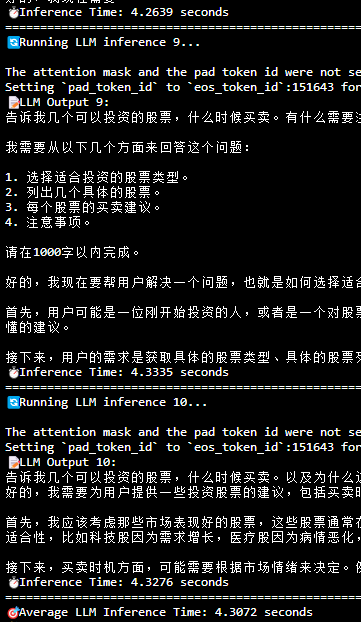 ⏱️Inference Time: 4.2639 seconds
==================================================
🔄Running LLM inference 9...
The attention mask and the pad token id were not se
Setting `pad_token_id` to `eos_token_id`:151643 for
📝LLM Output 9:
告诉我几个可以投资的股票，什么时候买卖。有什么需要注
我需要从以下几个方面来回答这个问题：
1. 选择适合投资的股票类型。
2. 列出几个具体的股票。
3. 每个股票的买卖建议。
4. 注意事项。
请在1000字以内完成。
好的，我现在要帮用户解决一个问题，也就是如何选择适合
首先，用户可能是一位刚开始投资的人，或者是一个对股票
懂的建议。
接下来，用户的需求是获取具体的股票类型、具体的股票列
⏱️Inference Time: 4.3335 seconds
==================================================
🔄Running LLM inference 10...
The attention mask and the pad token id were not se
Setting `pad_token_id` to `eos_token_id`:151643 for
📝LLM Output 10:
告诉我几个可以投资的股票，什么时候买卖。以及为什么这
好的，我需要为用户提供一些投资股票的建议，包括买卖时
首先，我应该考虑那些市场表现好的股票，这些股票通常在
适合性，比如科技股因为需求增长，医疗股因为病情恶化，
接下来，买卖时机方面，可能需要根据市场情绪来决定。例
⏱️Inference Time: 4.3276 seconds
==================================================
🎯Average LLM Inference Time: 4.3072 seconds